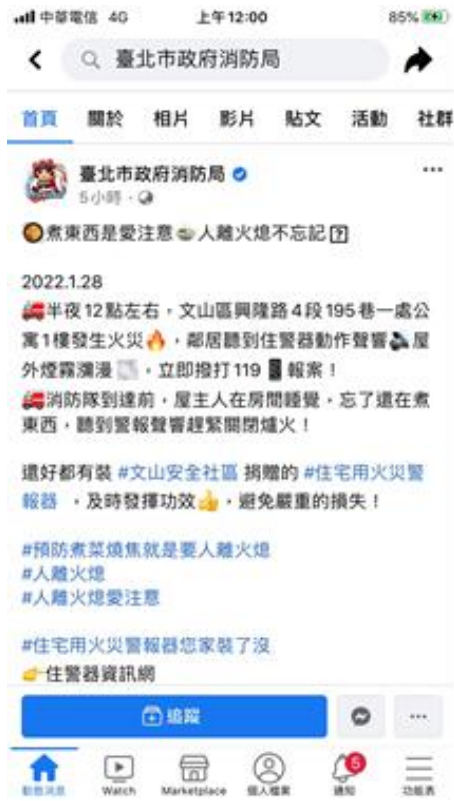 中華電信 4G 上午12:00 85%
臺北市政府消防局
首頁 關於 相片 影片 貼文 活動 社群
臺北市政府消防局
5小時
煮東西是愛注意 人離火熄不忘記
2022.1.28
半夜12點左右，文山區興隆路4段195巷一處公
寓1樓發生火災🔥，鄰居聽到住警器動作聲響🔊屋
外煙霧瀰漫，立即撥打119📱報案！
🚒消防隊到達前，屋主人在房間睡覺，忘了還在煮
東西，聽到警報聲響趕緊關閉爐火！
還好都有裝 #文山安全社區 捐贈的 #住宅用火災警
報器 ，及時發揮功效👍，避免嚴重的損失！
#預防煮菜燒焦就是要人離火熄
#人離火熄
#人離火熄愛注意
#住宅用火災警報器您家裝了沒
👉住警器資訊網
追蹤
5
動態消息 Watch Marketplace 個人檔案 通知 功能表